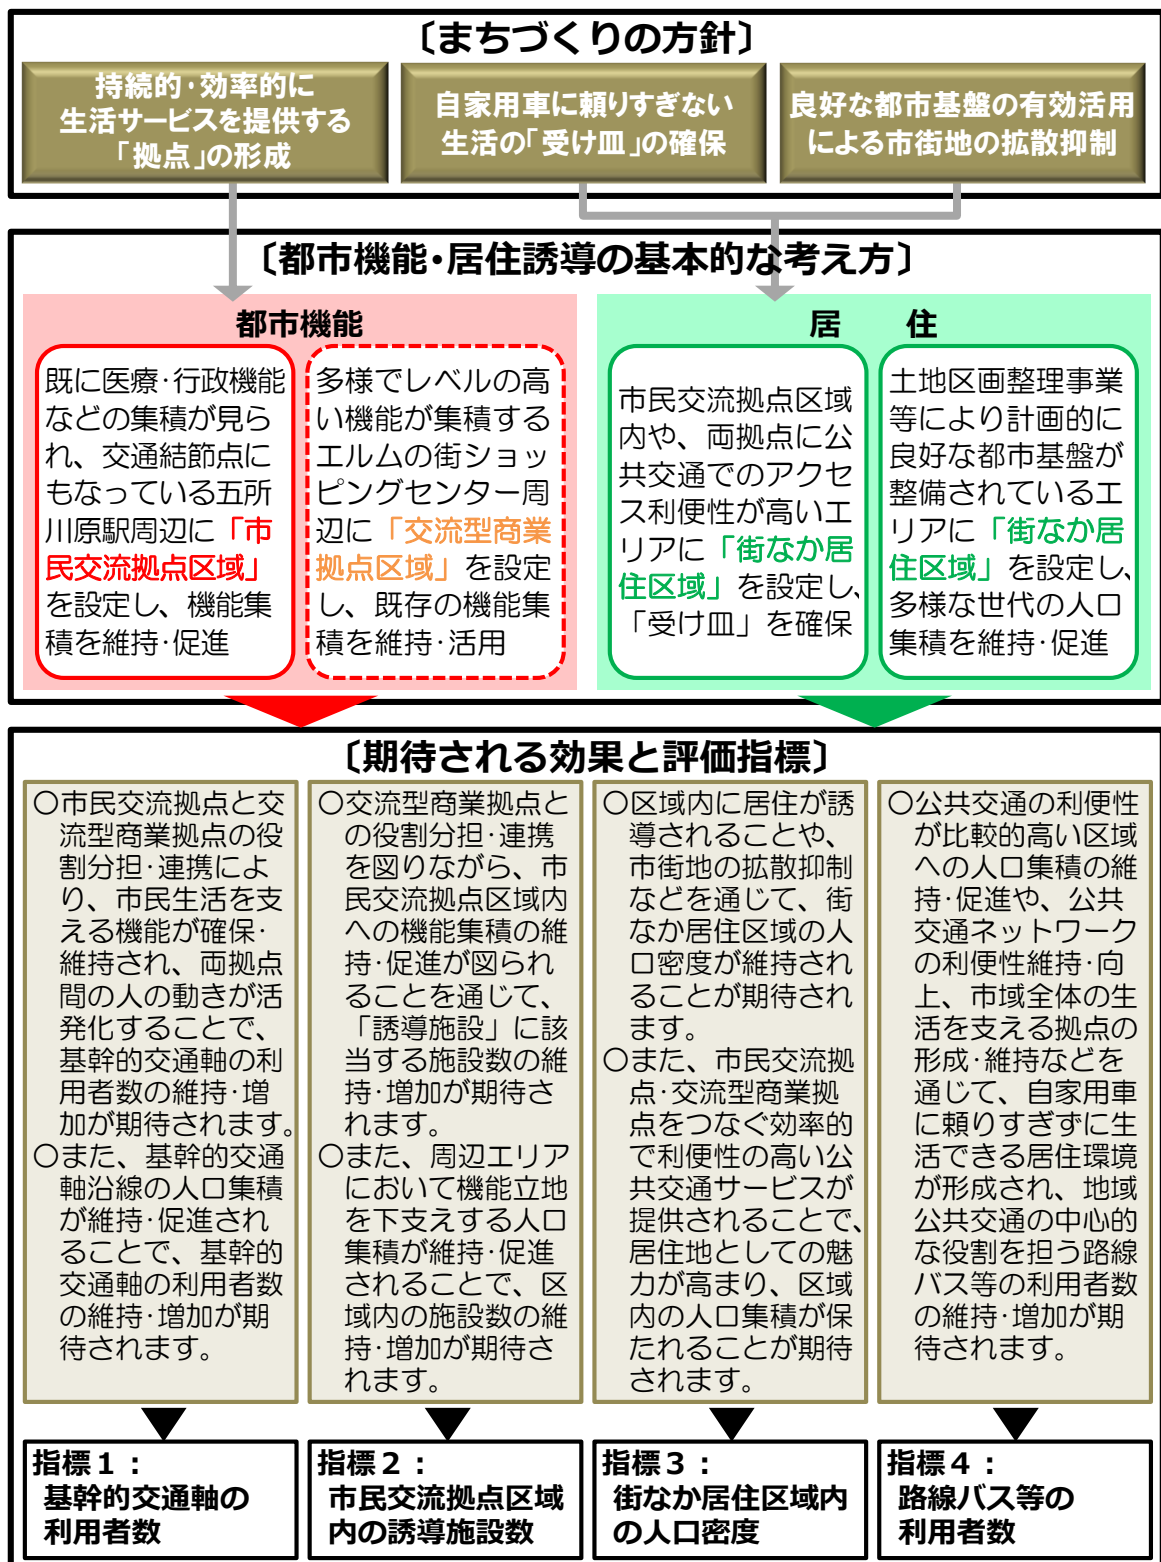 〔まちづくりの方針〕
持続的・効率的に
生活サービスを提供する
「拠点」の形成
自家用車に頼りすぎない
生活の「受け皿」の確保
良好な都市基盤の有効活用
による市街地の拡散抑制
〔都市機能・居住誘導の基本的な考え方〕
都市機能
既に医療・行政機能
などの集積が見ら
れ、交通結節点に
もなっている五所
川原駅周辺に「市
民交流拠点区域」
を設定し、機能集
積を維持・促進
多様でレベルの高
い機能が集積する
エルムの街ショッ
ピングセンター周
辺に「交流型商業
拠点区域」を設定
し、既存の機能集
積を維持・活用
居 住
市民交流拠点区域
内や、両拠点に公
共交通でのアクセ
ス利便性が高いエ
リアに「街なか居
住区域」を設定し、
「受け皿」を確保
土地区画整理事業
等により計画的に
良好な都市基盤が
整備されているエ
リアに「街なか居
住区域」を設定し、
多様な世代の人口
集積を維持・促進
〔期待される効果と評価指標〕
○市民交流拠点と交
流型商業拠点の役
割分担・連携によ
り、市民生活を支
える機能が確保・
維持され、両拠点
間の人の動きが活
発化することで、
基幹的交通軸の利
用者数の維持・増
加が期待されます。
○また、基幹的交通
軸沿線の人口集積
が維持・促進され
ることで、基幹的
交通軸の利用者数
の維持・増加が期
待されます。
○交流型商業拠点と
の役割分担・連携
を図りながら、市
民交流拠点区域内
への機能集積の維
持・促進が図られ
ることを通じて、
「誘導施設」に該
当する施設数の維
持・増加が期待さ
れます。
○また、周辺エリア
において機能立地
を下支えする人口
集積が維持・促進
されることで、区
域内の施設数の維
持・増加が期待さ
れます。
○区域内に居住が誘
導されることや、
市街地の拡散抑制
などを通じて、街
なか居住区域の人
口密度が維持され
ることが期待され
ます。
○また、市民交流拠
点・交流型商業拠
点をつなぐ効率的
で利便性の高い公
共交通サービスが
提供されることで、
居住地としての魅
力が高まり、区域
内の人口集積が保
たれることが期待
されます。
○公共交通の利便性
が比較的高い区域
への人口集積の維
持・促進や、公共
交通ネットワーク
の利便性維持・向
上、市域全体の生
活を支える拠点の
形成・維持などを
通じて、自家用車
に頼りすぎずに生
活できる居住環境
が形成され、地域
公共交通の中心的
な役割を担う路線
バス等の利用者数
の維持・増加が期
待されます。
指標１：
基幹的交通軸の
利用者数
指標２：
市民交流拠点区域
内の誘導施設数
指標３：
街なか居住区域内
の人口密度
指標４：
路線バス等の
利用者数